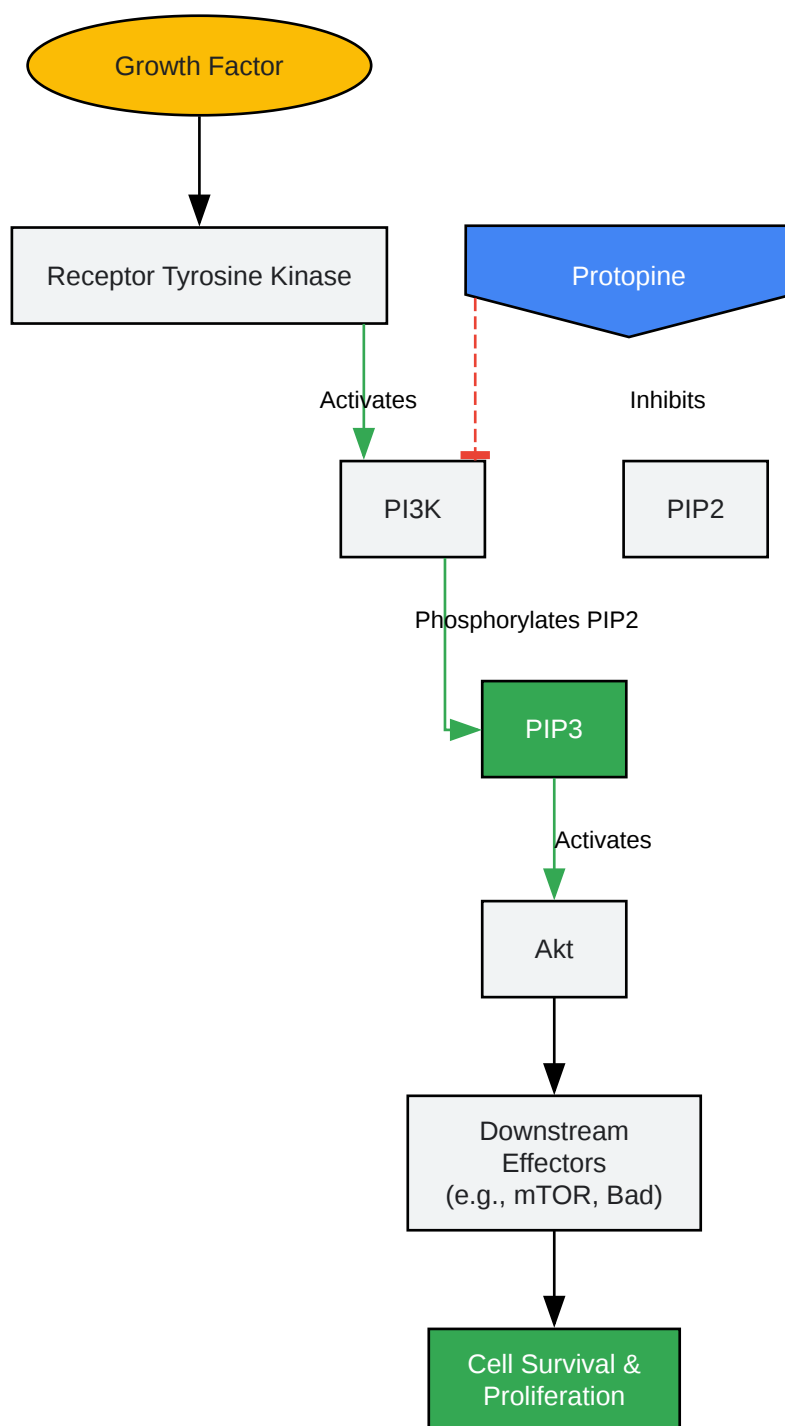 Growth Factor
Receptor Tyrosine Kinase
Protopine
Activates
Inhibits
PI3K
PIP2
Phosphorylates PIP2
PIP3
Activates
Akt
Downstream
Effectors
(e.g., mTOR, Bad)
Cell Survival &
Proliferation